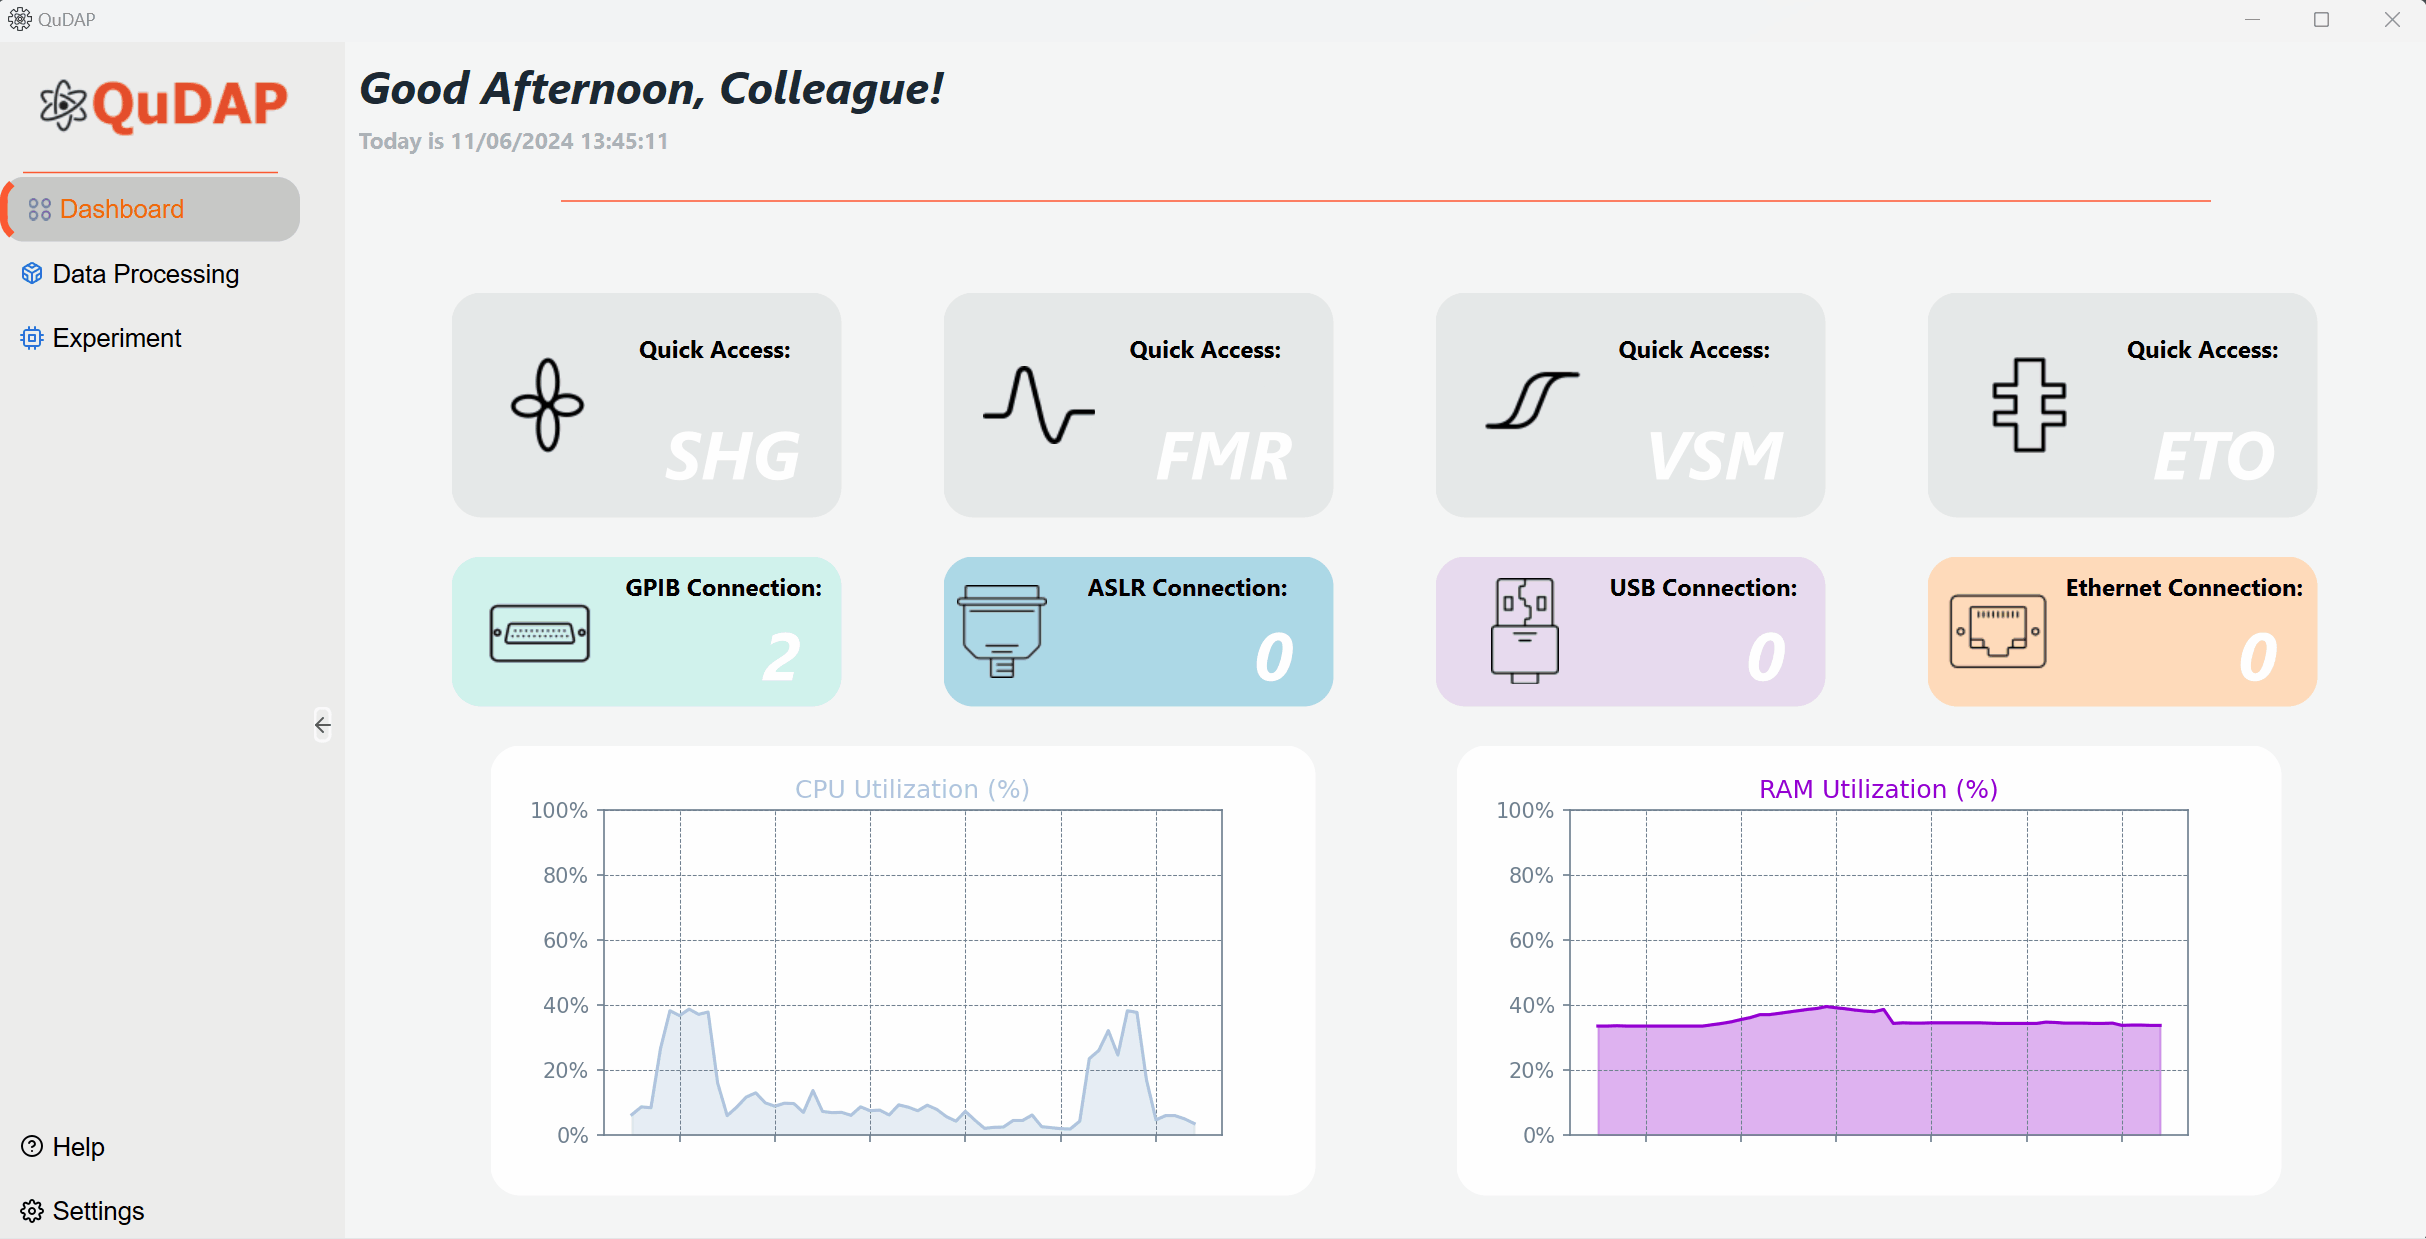 QuDAP
QuDAP
Good Afternoon, Colleague!
Today is 11/06/2024 13:45:11
Dashboard
Data Processing
Experiment
Quick Access:
SHG
Quick Access:
FMR
Quick Access:
VSM
Quick Access:
ETO
GPIB Connection:
2
ASLR Connection:
0
USB Connection:
0
Ethernet Connection:
0
CPU Utilization (%)
100%
80%
60%
40%
20%
0%
RAM Utilization (%)
100%
80%
60%
40%
20%
0%
Help
Settings